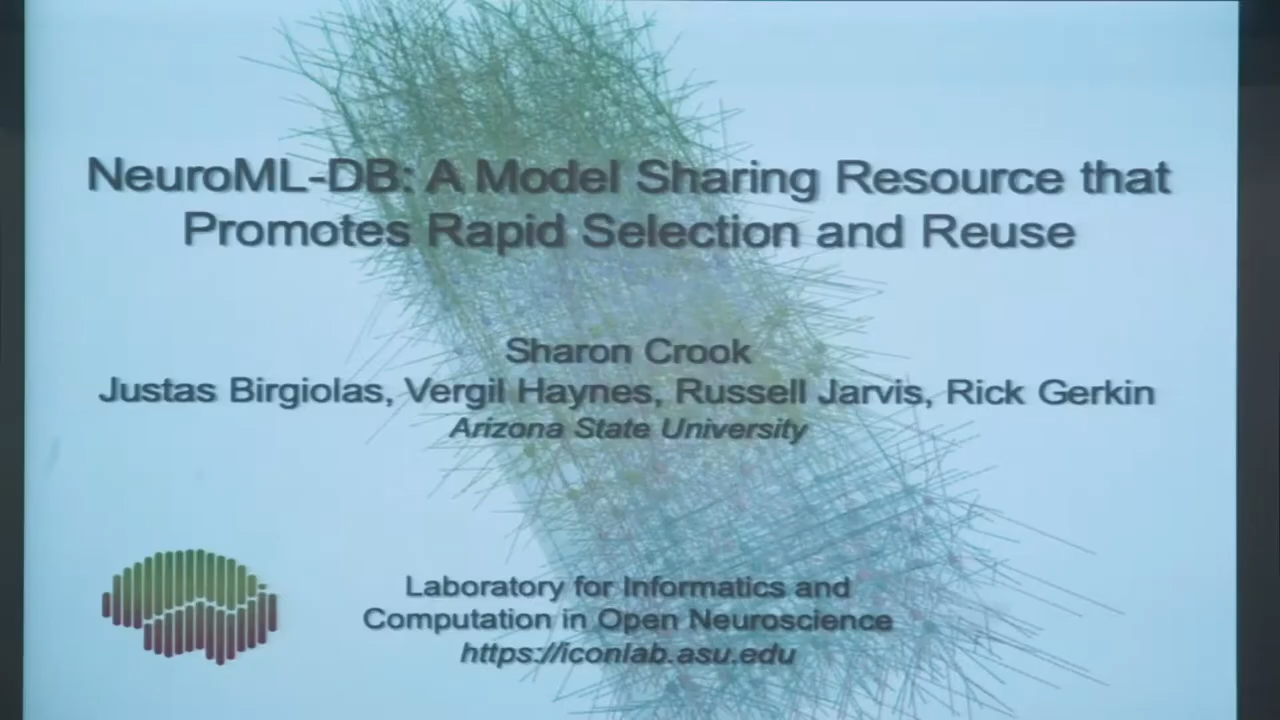 NeuroML-DB: A Model Sharing Resource that
Promotes Rapid Selection and Reuse
Sharon Crook
Justas Birgiolas, Vergil Haynes, Russell Jarvis, Rick Gerkin
Arizona State University
Laboratory for Informatics and
Computation in Open Neuroscience
https://iconlab.asu.edu